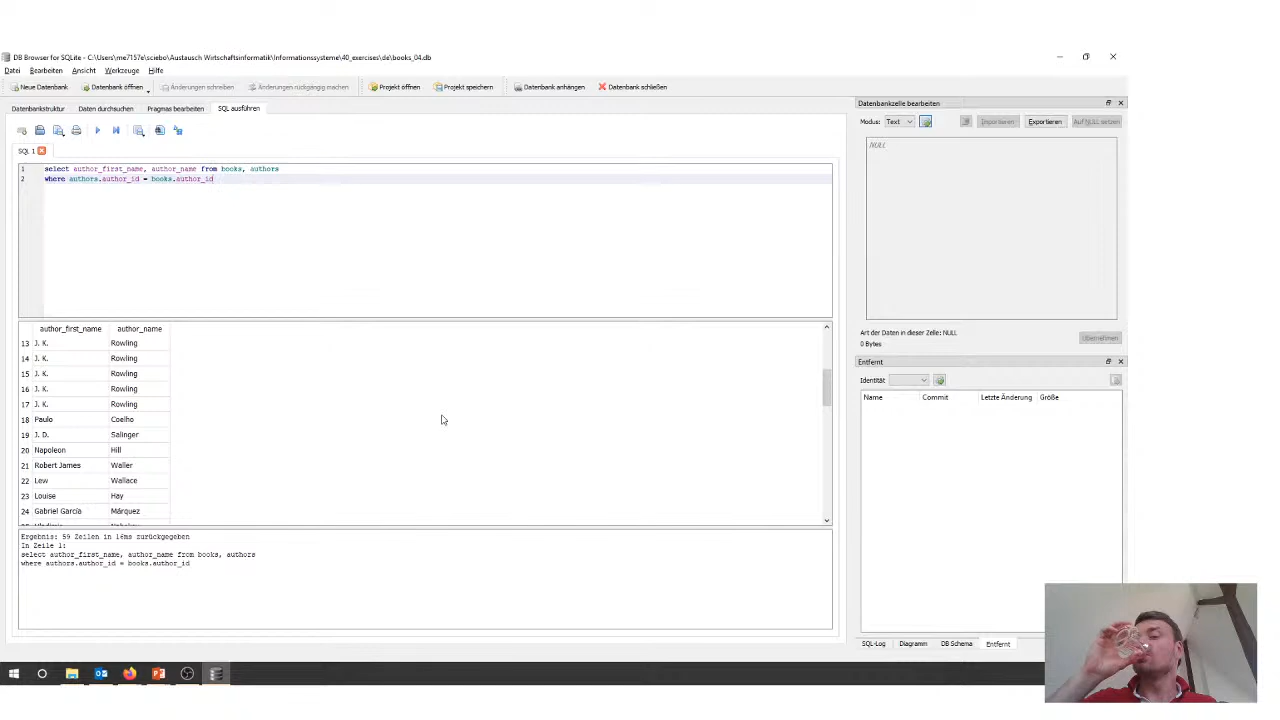 DB Browser for SQLite - C:\Users\me7157e\sciebo\Austausch Wirtschaftsinformatik\Informationssysteme\40_exercises\de\books_04.db
Datei Bearbeiten Ansicht Werkzeuge Hilfe
Neue Datenbank Datenbank öffnen Änderungen schreiben Änderungen rückgängig machen Projekt öffnen Projekt speichern Datenbank anhängen Datenbank schließen
Datenbankstruktur Daten durchsuchen Pragmas bearbeiten SQL ausführen
SQL 1
1 select author_first_name, author_name from books, authors
2 where authors.author_id = books.author_id
author_first_name author_name
13 J. K. Rowling
14 J. K. Rowling
15 J. K. Rowling
16 J. K. Rowling
17 J. K. Rowling
18 Paulo Coelho
19 J. D. Salinger
20 Napoleon Hill
21 Robert James Waller
22 Lew Wallace
23 Louise Hay
24 Gabriel García Márquez
Ergebnis: 59 Zeilen in 16ms zurückgegeben
In Zeile 1:
select author_first_name, author_name from books, authors
where authors.author_id = books.author_id
Datenbankzelle bearbeiten
Modus: Text Importieren Exportieren Auf NULL setzen
NULL
Art der Daten in dieser Zelle: NULL
0 Bytes
Übernehmen
Entfernt
Identität
Name Commit Letzte Änderung Größe
SQL-Log Diagramm DB Schema Entfernt